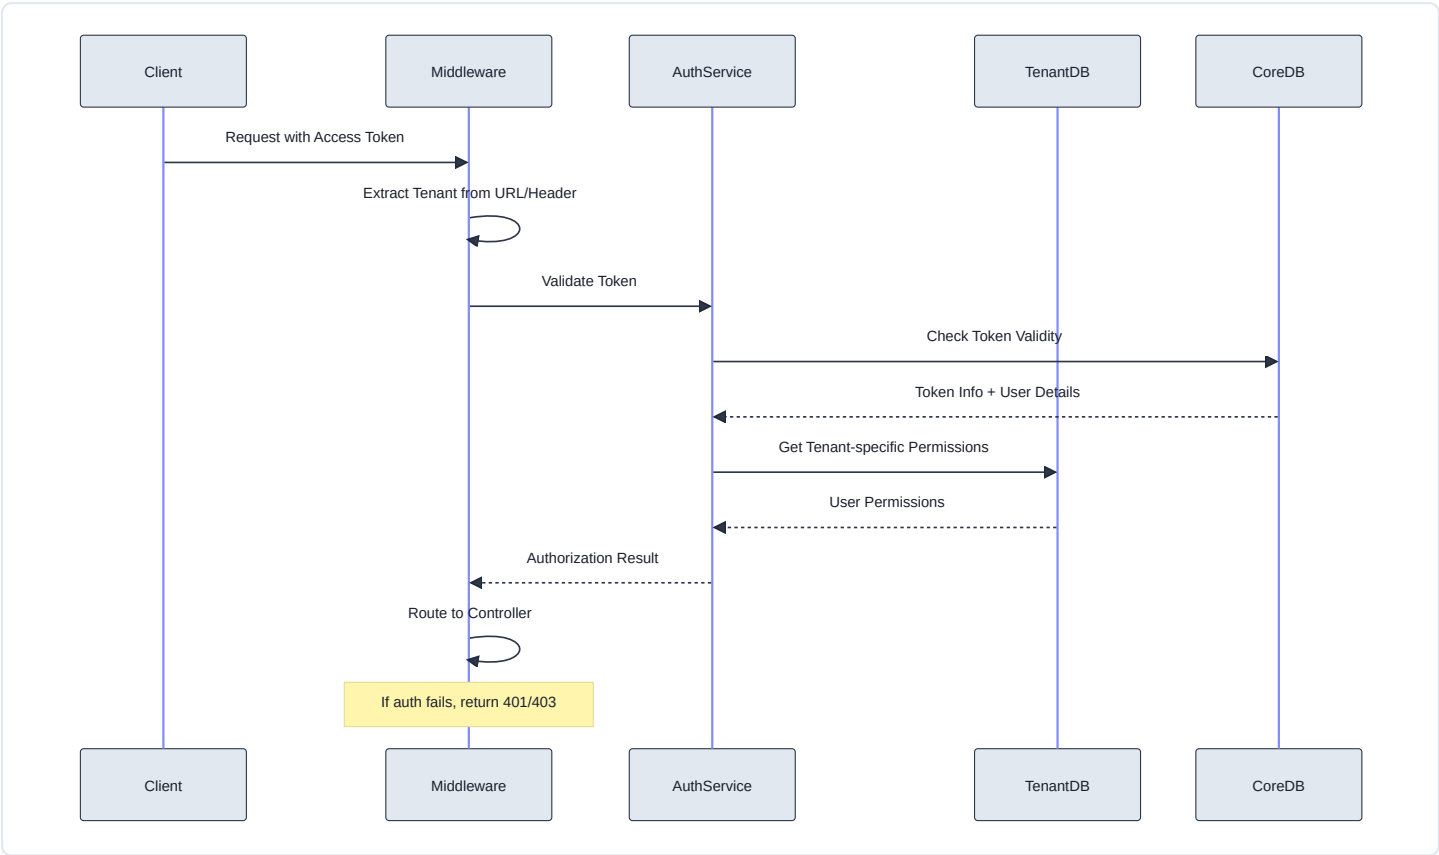 Client
Middleware
AuthService
TenantDB
CoreDB
Request with Access Token
Extract Tenant from URL/Header
Validate Token
Check Token Validity
Token Info + User Details
Get Tenant-specific Permissions
User Permissions
Authorization Result
Route to Controller
If auth fails, return 401/403
Client
Middleware
AuthService
TenantDB
CoreDB